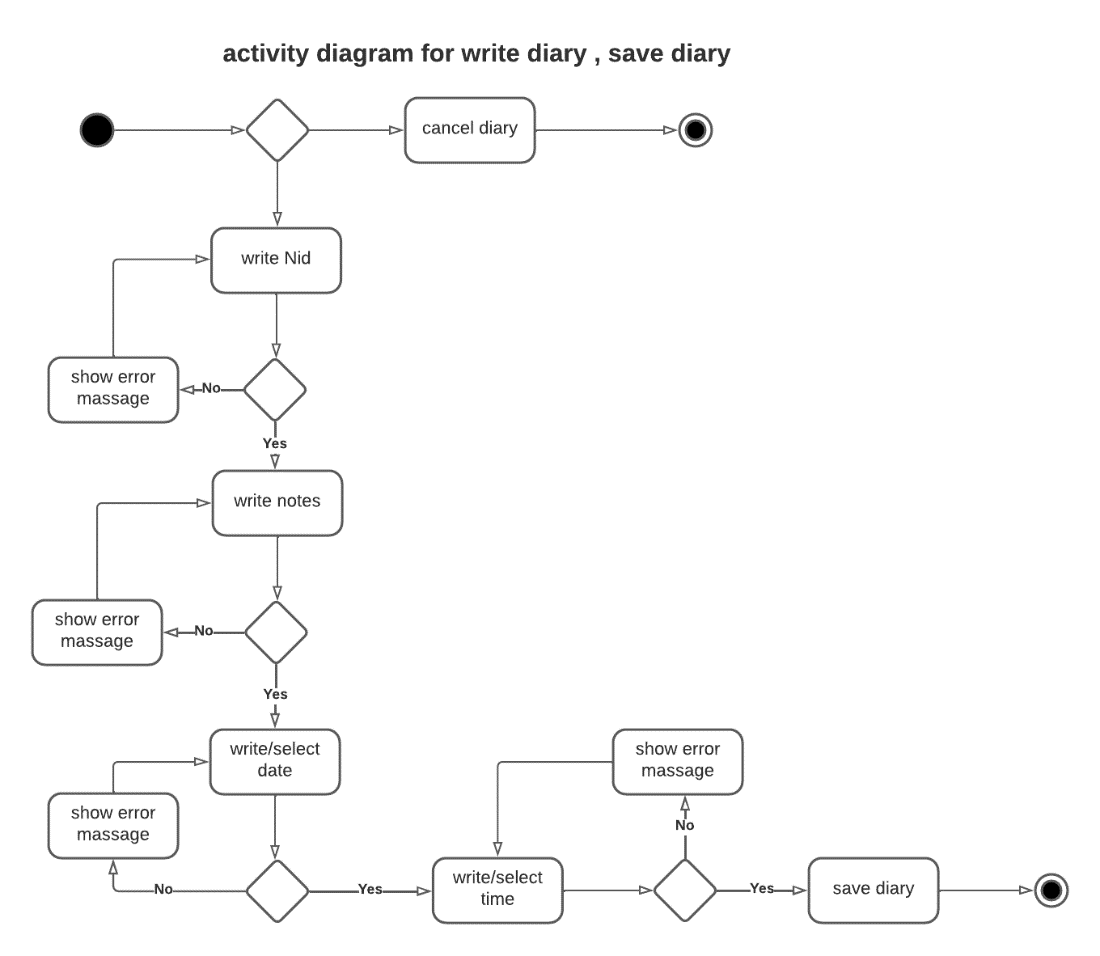 activity diagram for write diary , save diary
cancel diary
write Nid
show error
massage
No
Yes
write notes
show error
massage
No
Yes
write/select
date
show error
massage
No
Yes
write/select
time
show error
massage
No
Yes
save diary